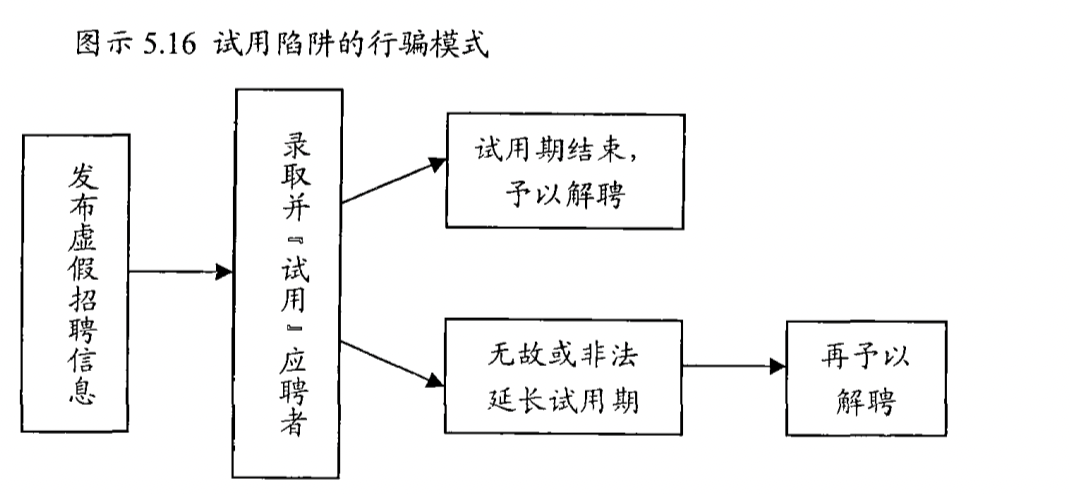 图示 5.16 试用陷阱的行骗模式
发布虚假招聘信息
录取并『试用』应聘者
试用期结束，
予以解聘
无故或非法
延长试用期
再予以
解聘